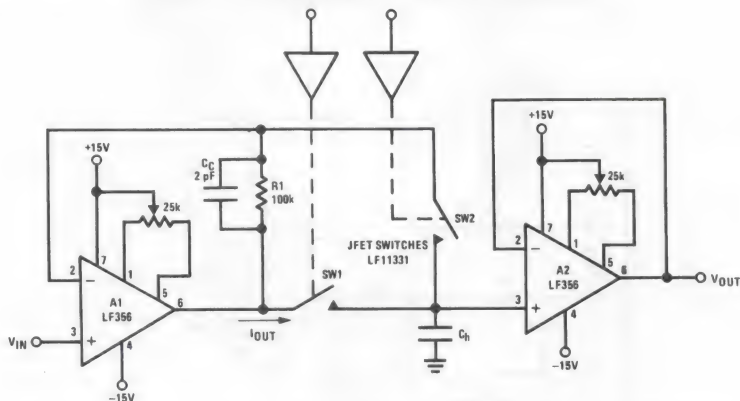 +15V
25k
2
7
1
5
A1
LF356
6
3
4
VIN
−15V
CC
2 pF
R1
100k
IOUT
SW1
SW2
JFET SWITCHES
LF11331
Ch
+15V
25k
2
7
1
5
A2
LF356
6
3
4
VOUT
−15V